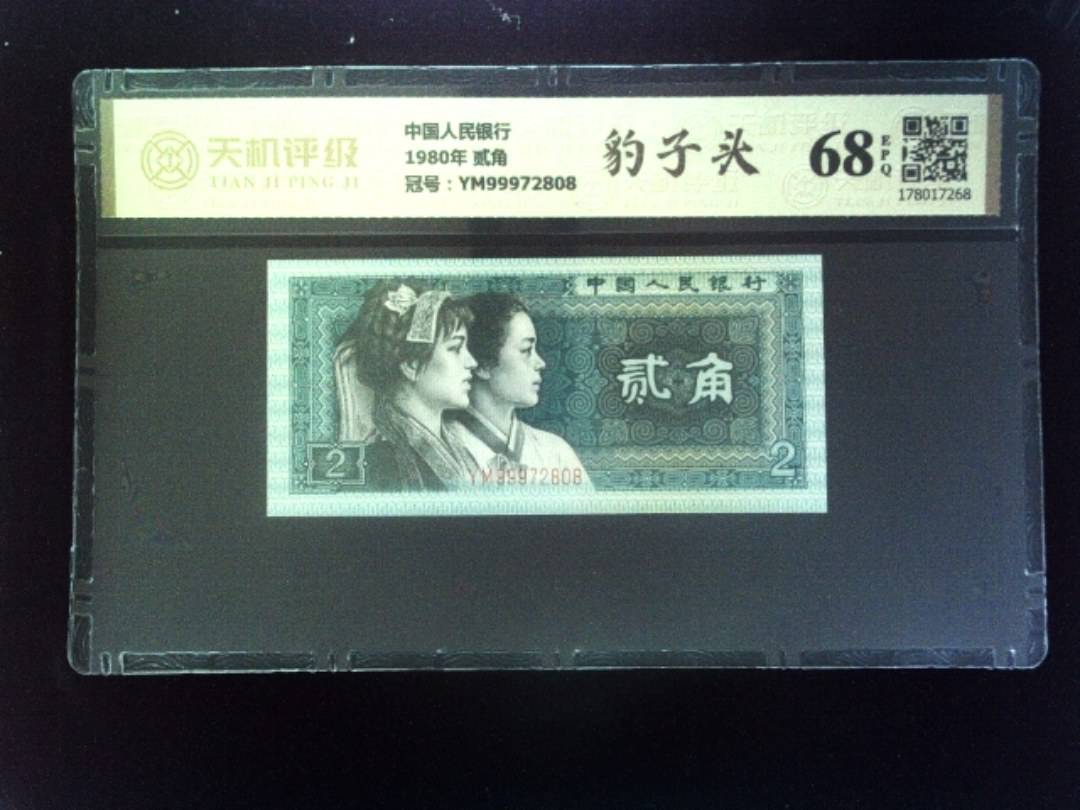 天机评级
TIAN JI PING JI
中国人民银行
1980年 贰角
冠号：YM99972808
豹子头
68
EPQ
178017268
中国人民银行
贰角
2
2
YM99972808